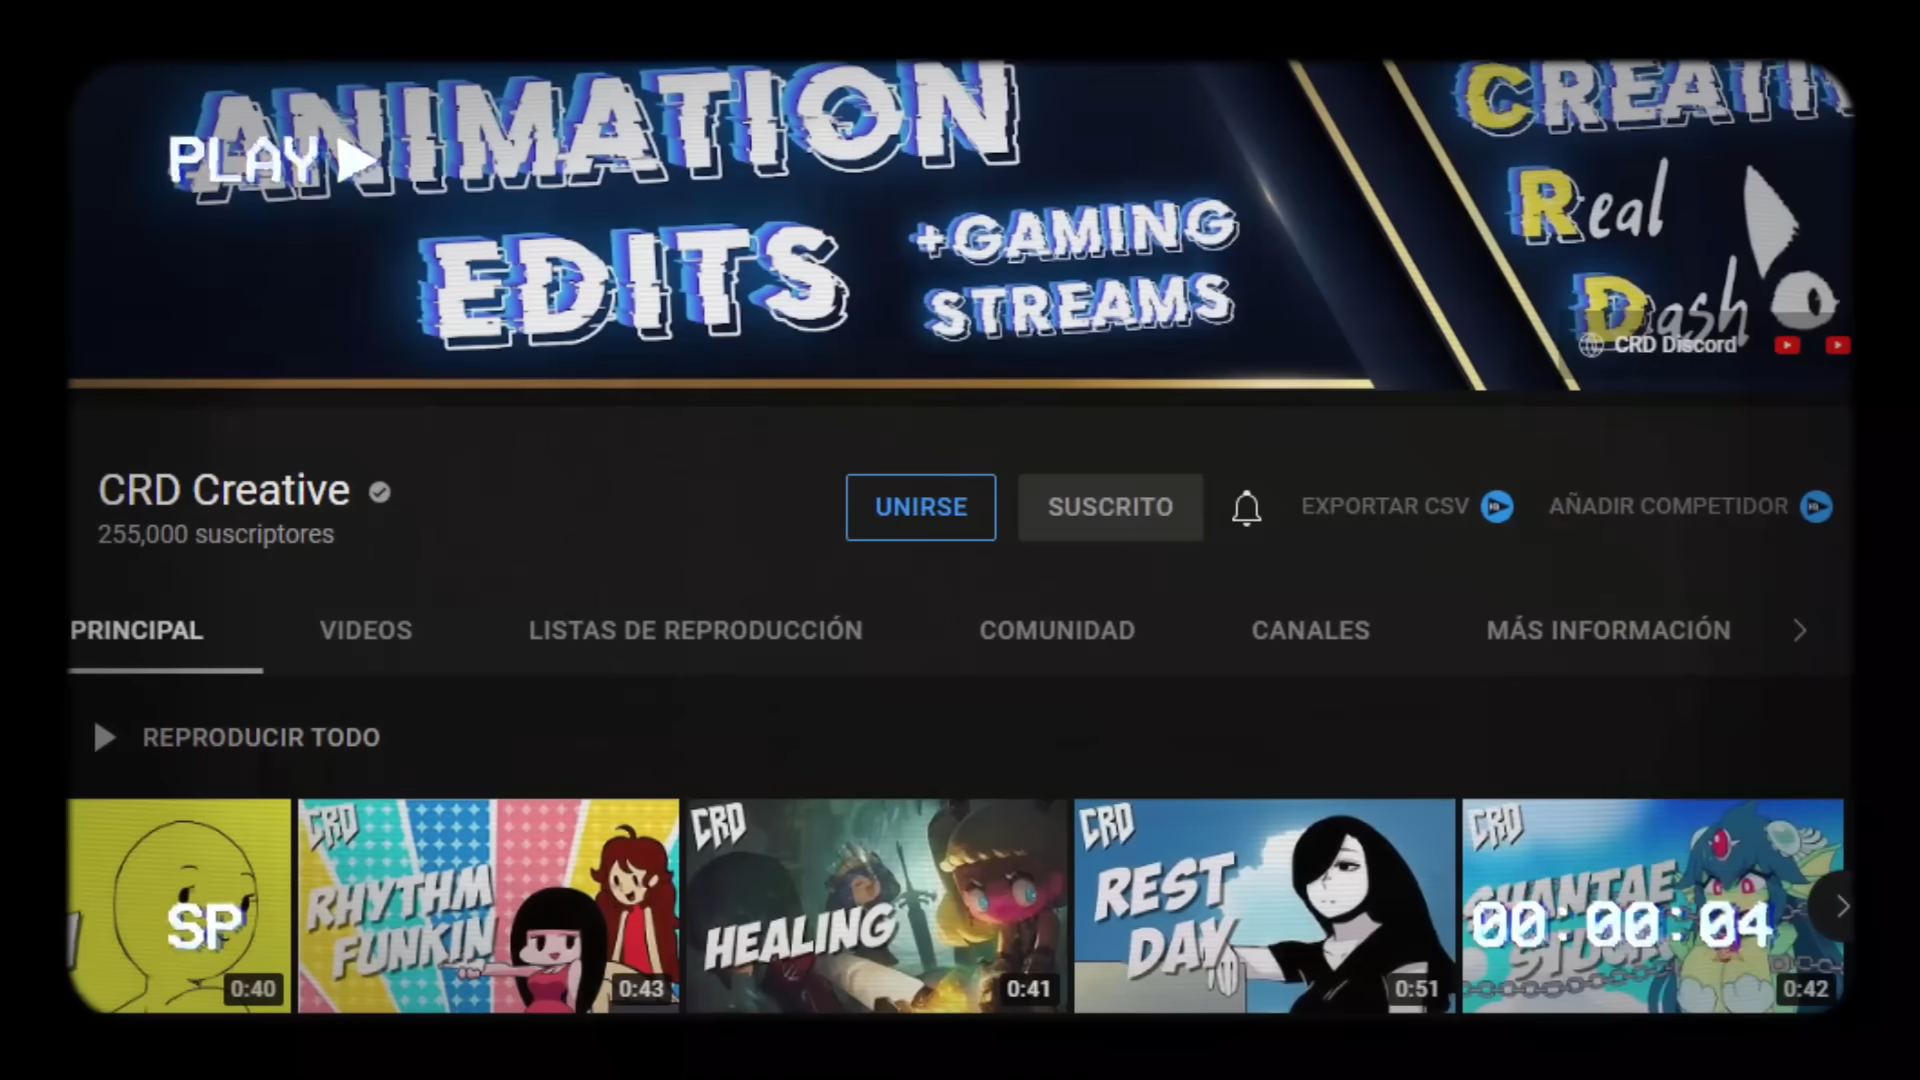 ANIMATION
PLAY
EDITS
+GAMING
STREAMS
Real
Dash
CRD Discord
CRD Creative
255,000 suscriptores
UNIRSE
SUSCRITO
EXPORTAR CSV
AÑADIR COMPETIDOR
PRINCIPAL
VIDEOS
LISTAS DE REPRODUCCIÓN
COMUNIDAD
CANALES
MÁS INFORMACIÓN
REPRODUCIR TODO
SP
0:40
CRD
RHYTHM
FUNKIN
0:43
CRD
HEALING
0:41
CRD
REST
DAY
0:51
CRD
SHANTAE
STUCK
00:00:04
0:42